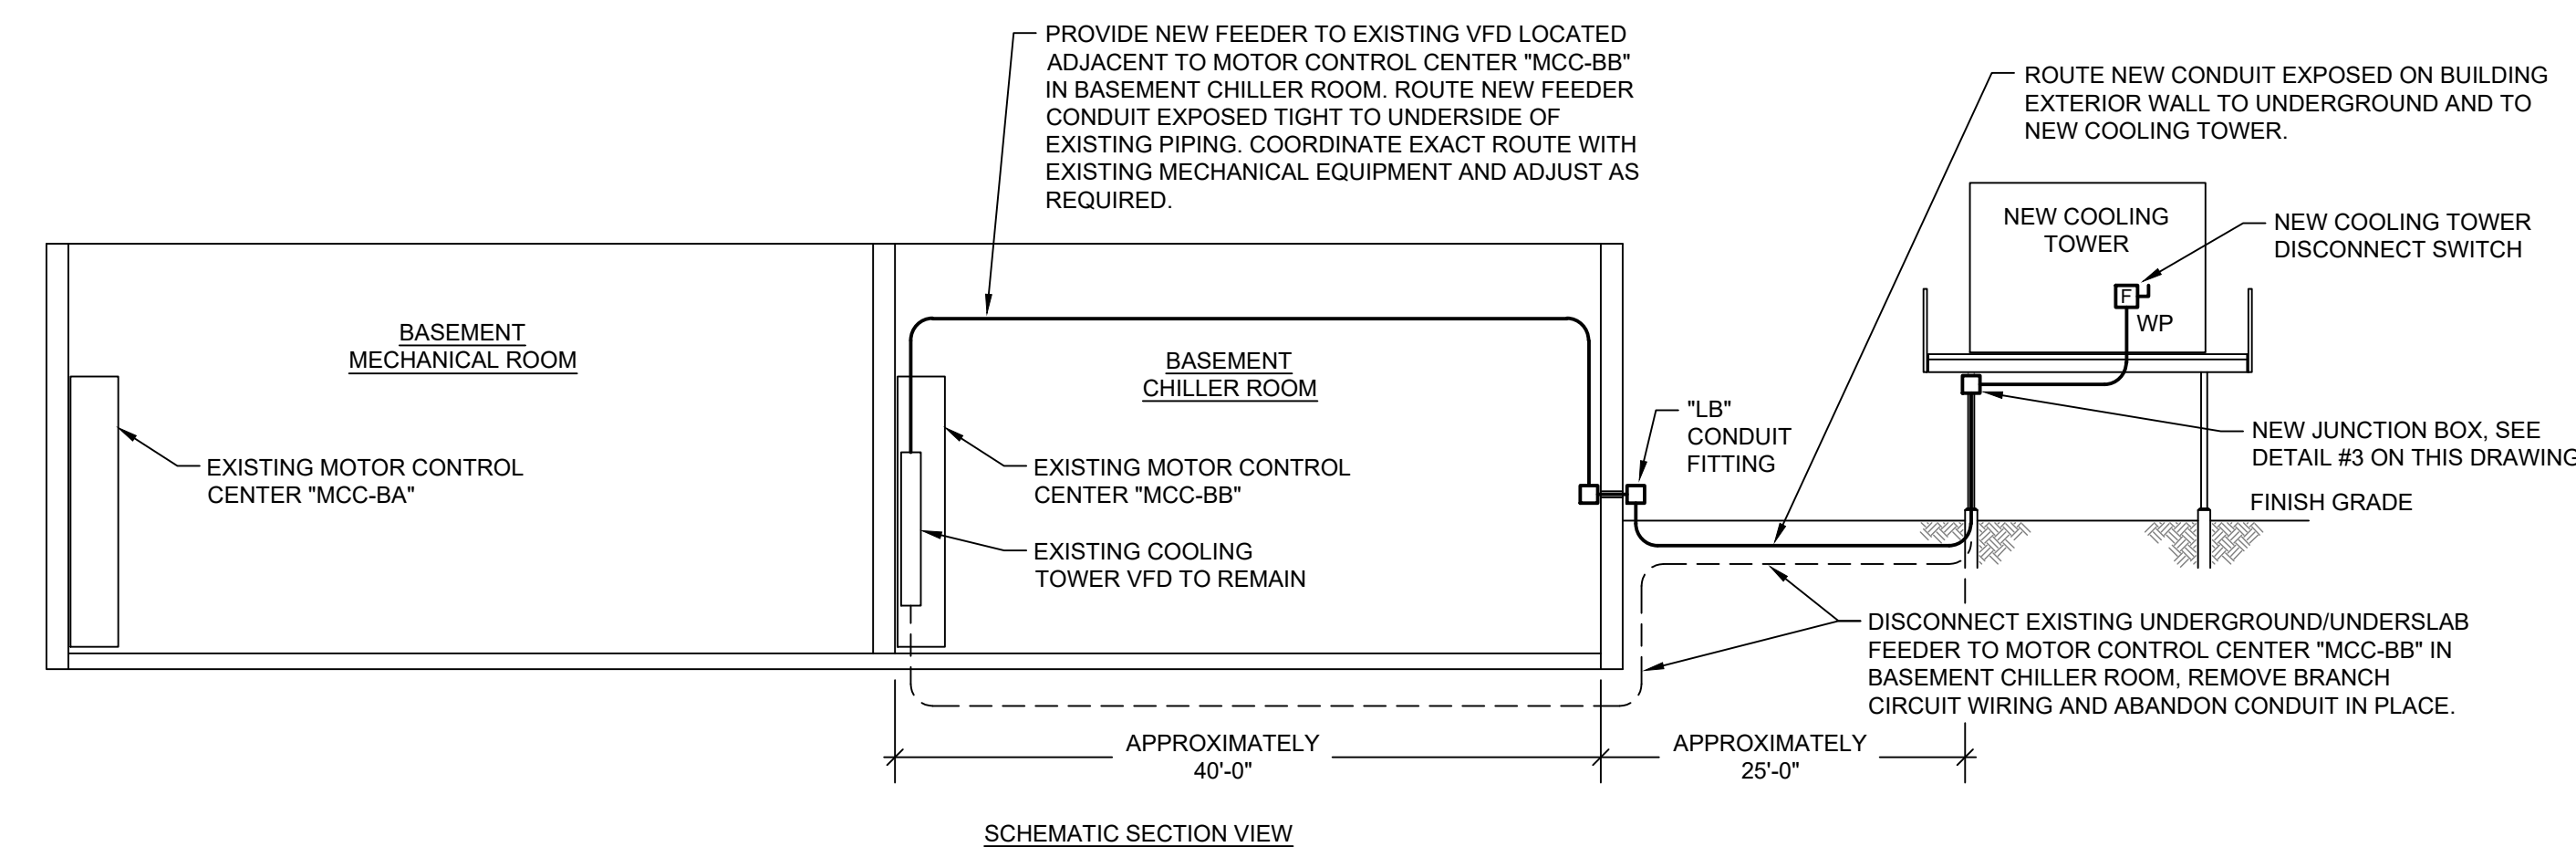 PROVIDE NEW FEEDER TO EXISTING VFD LOCATED
ADJACENT TO MOTOR CONTROL CENTER "MCC-BB"
IN BASEMENT CHILLER ROOM. ROUTE NEW FEEDER
CONDUIT EXPOSED TIGHT TO UNDERSIDE OF
EXISTING PIPING. COORDINATE EXACT ROUTE WITH
EXISTING MECHANICAL EQUIPMENT AND ADJUST AS
REQUIRED.
ROUTE NEW CONDUIT EXPOSED ON BUILDING
EXTERIOR WALL TO UNDERGROUND AND TO
NEW COOLING TOWER.
NEW COOLING
TOWER
NEW COOLING TOWER
DISCONNECT SWITCH
F
WP
BASEMENT
MECHANICAL ROOM
BASEMENT
CHILLER ROOM
"LB"
CONDUIT
FITTING
NEW JUNCTION BOX, SEE
DETAIL #3 ON THIS DRAWING
EXISTING MOTOR CONTROL
CENTER "MCC-BA"
EXISTING MOTOR CONTROL
CENTER "MCC-BB"
FINISH GRADE
EXISTING COOLING
TOWER VFD TO REMAIN
DISCONNECT EXISTING UNDERGROUND/UNDERSLAB
FEEDER TO MOTOR CONTROL CENTER "MCC-BB" IN
BASEMENT CHILLER ROOM, REMOVE BRANCH
CIRCUIT WIRING AND ABANDON CONDUIT IN PLACE.
APPROXIMATELY
40'-0"
APPROXIMATELY
25'-0"
SCHEMATIC SECTION VIEW